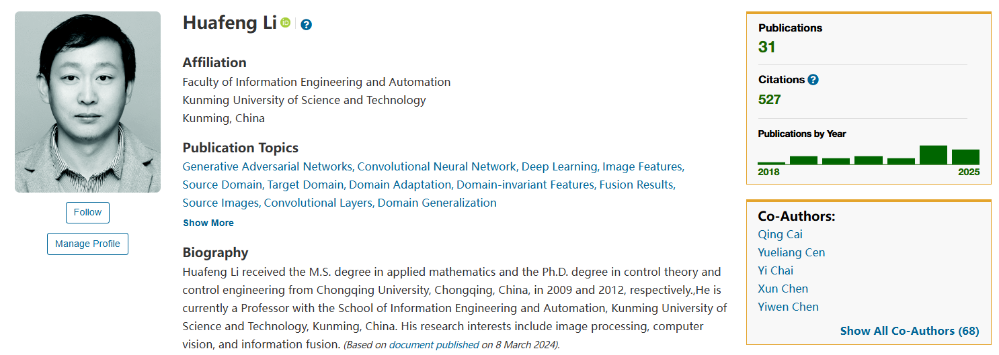 Huafeng Li
Affiliation
Faculty of Information Engineering and Automation
Kunming University of Science and Technology
Kunming, China
Publication Topics
Generative Adversarial Networks, Convolutional Neural Network, Deep Learning, Image Features,
Source Domain, Target Domain, Domain Adaptation, Domain-invariant Features, Fusion Results,
Source Images, Convolutional Layers, Domain Generalization
Show More
Follow
Manage Profile
Biography
Huafeng Li received the M.S. degree in applied mathematics and the Ph.D. degree in control theory and
control engineering from Chongqing University, Chongqing, China, in 2009 and 2012, respectively.,He is
currently a Professor with the School of Information Engineering and Automation, Kunming University of
Science and Technology, Kunming, China. His research interests include image processing, computer
vision, and information fusion. (Based on document published on 8 March 2024).
Publications
31
Citations ?
527
Publications by Year
2018 2025
Co-Authors:
Qing Cai
Yueliang Cen
Yi Chai
Xun Chen
Yiwen Chen
Show All Co-Authors (68)